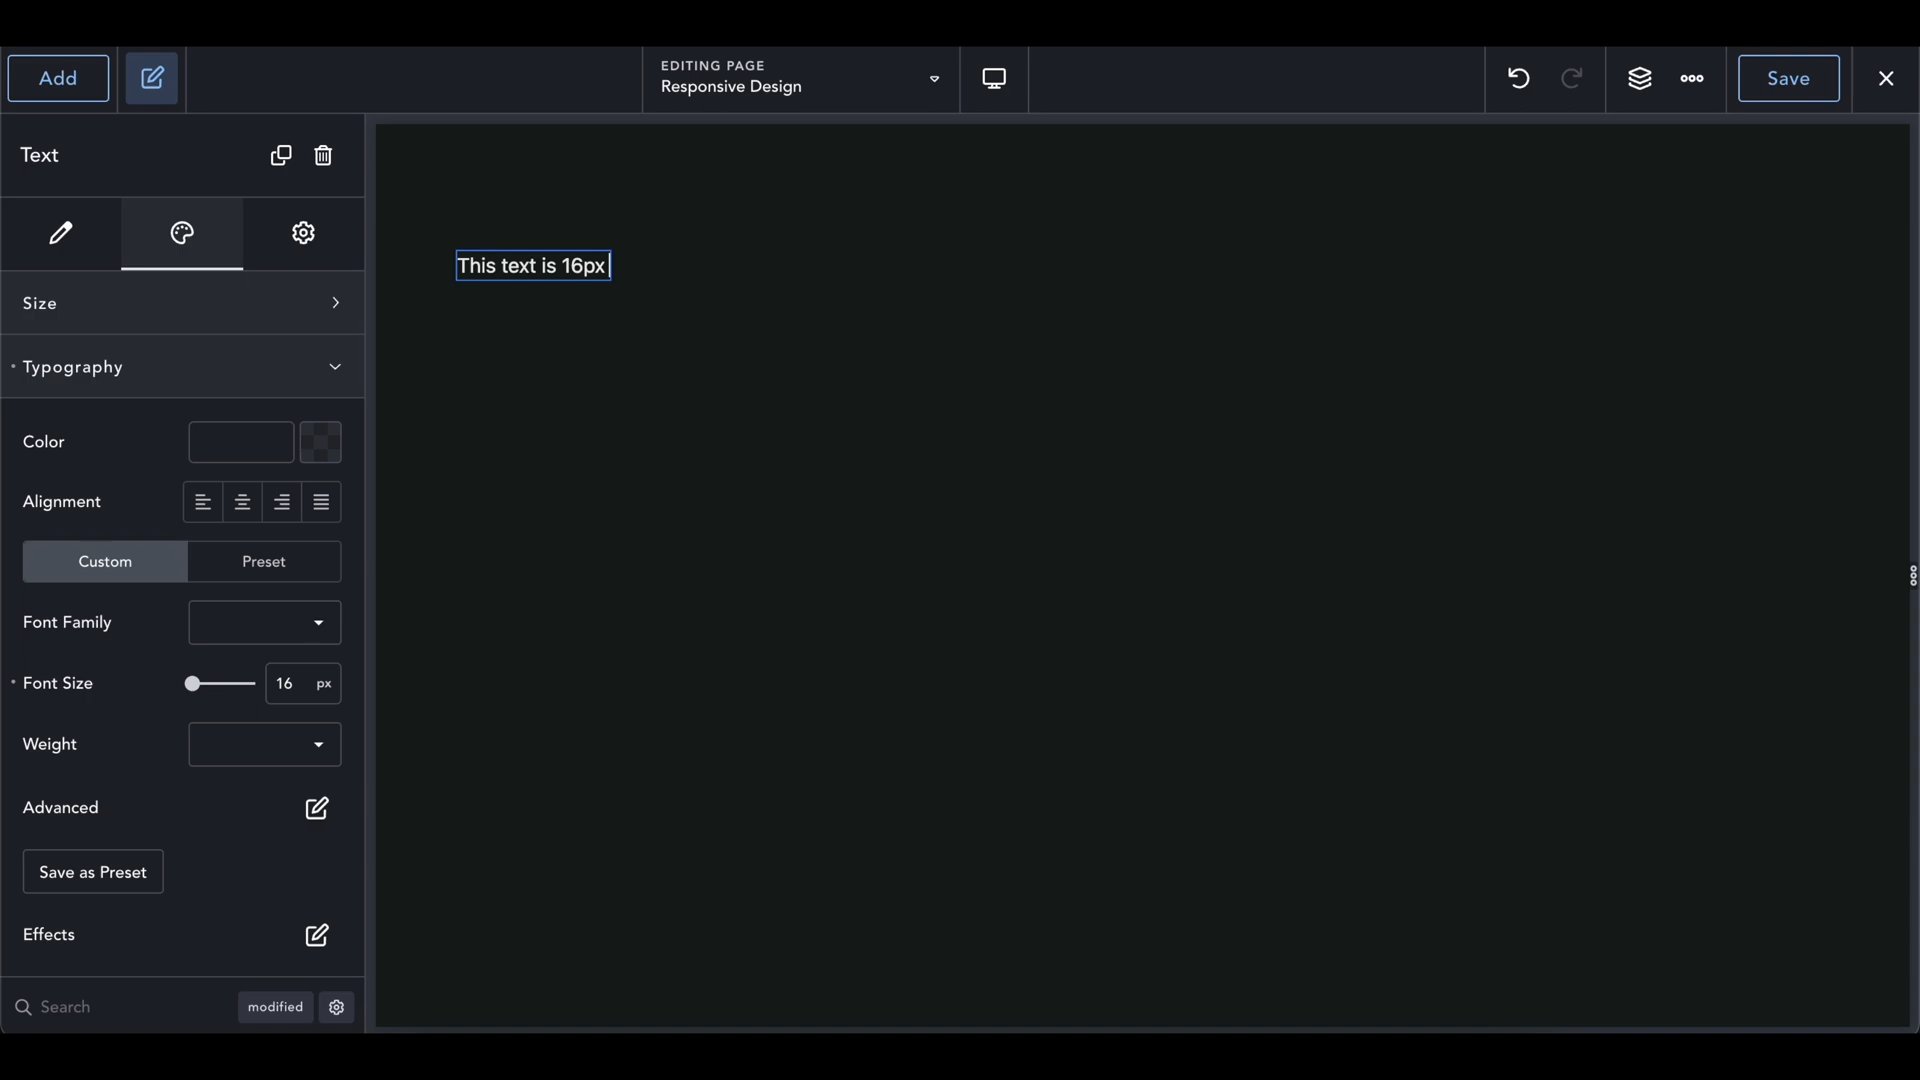 Add
EDITING PAGE
Responsive Design
Save
Text
Size
Typography
Color
Alignment
Custom
Preset
Font Family
Font Size
16 px
Weight
Advanced
Save as Preset
Effects
Search
modified
This text is 16px